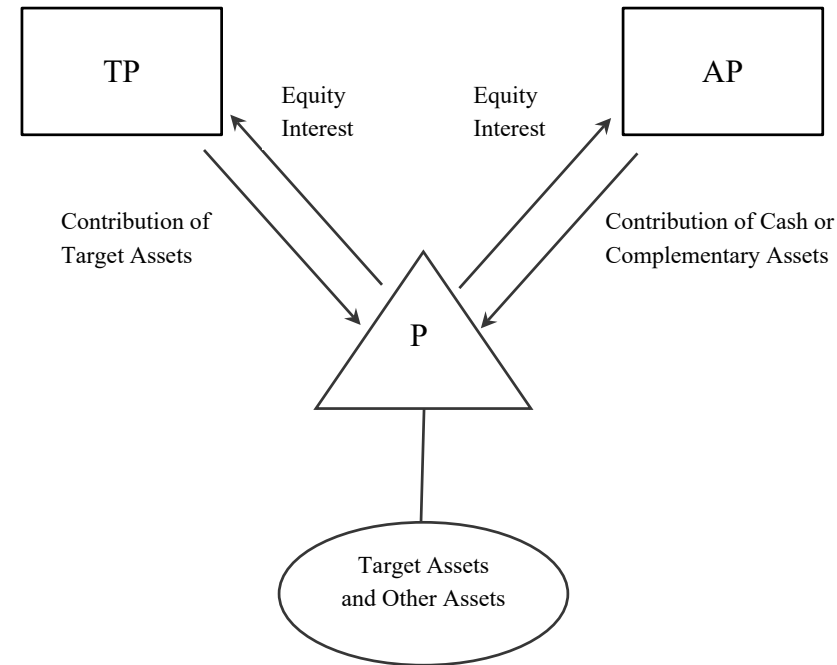 TP
AP
Equity
Interest
Equity
Interest
Contribution of
Target Assets
Contribution of Cash or
Complementary Assets
P
Target Assets
and Other Assets